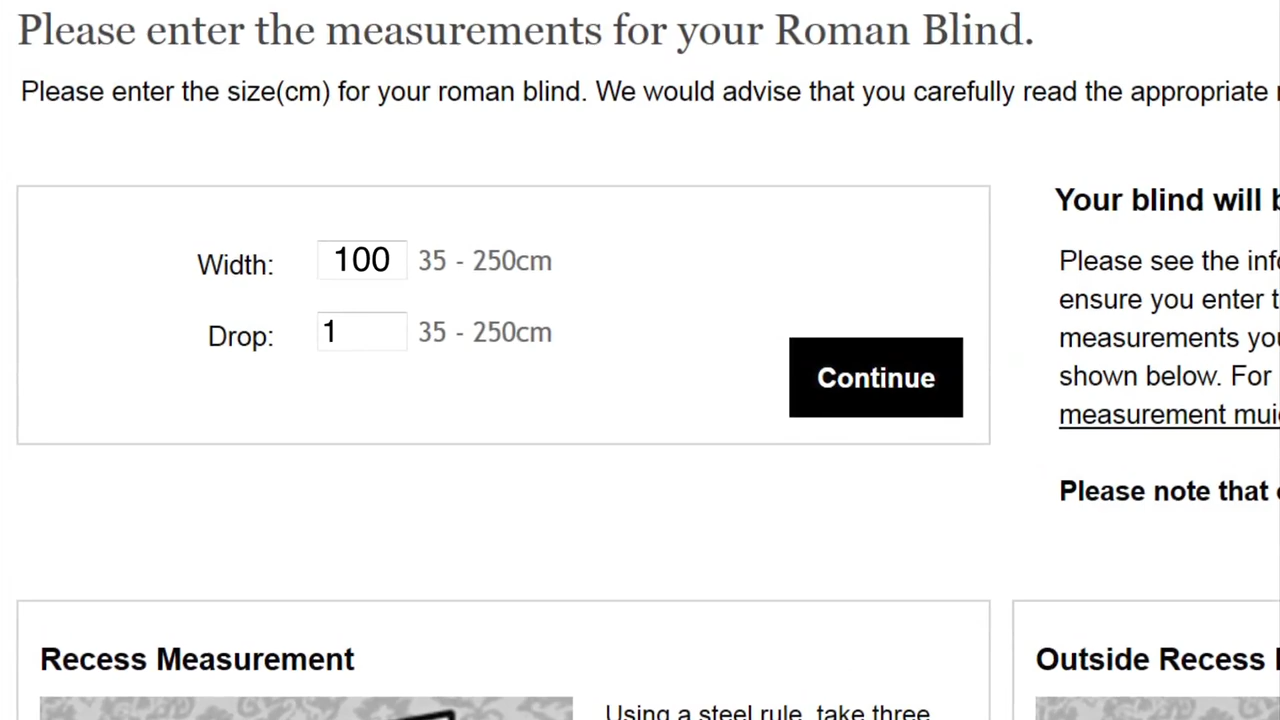 Please enter the measurements for your Roman Blind.
Please enter the size(cm) for your roman blind. We would advise that you carefully read the appropriate
Width: 100 35 - 250cm
Drop: 1 35 - 250cm
Continue
Your blind will
Please see the
ensure you enter
measurements
shown below. For
measurement
Please note that
Recess Measurement
Outside Recess
Using a steel rule, take three